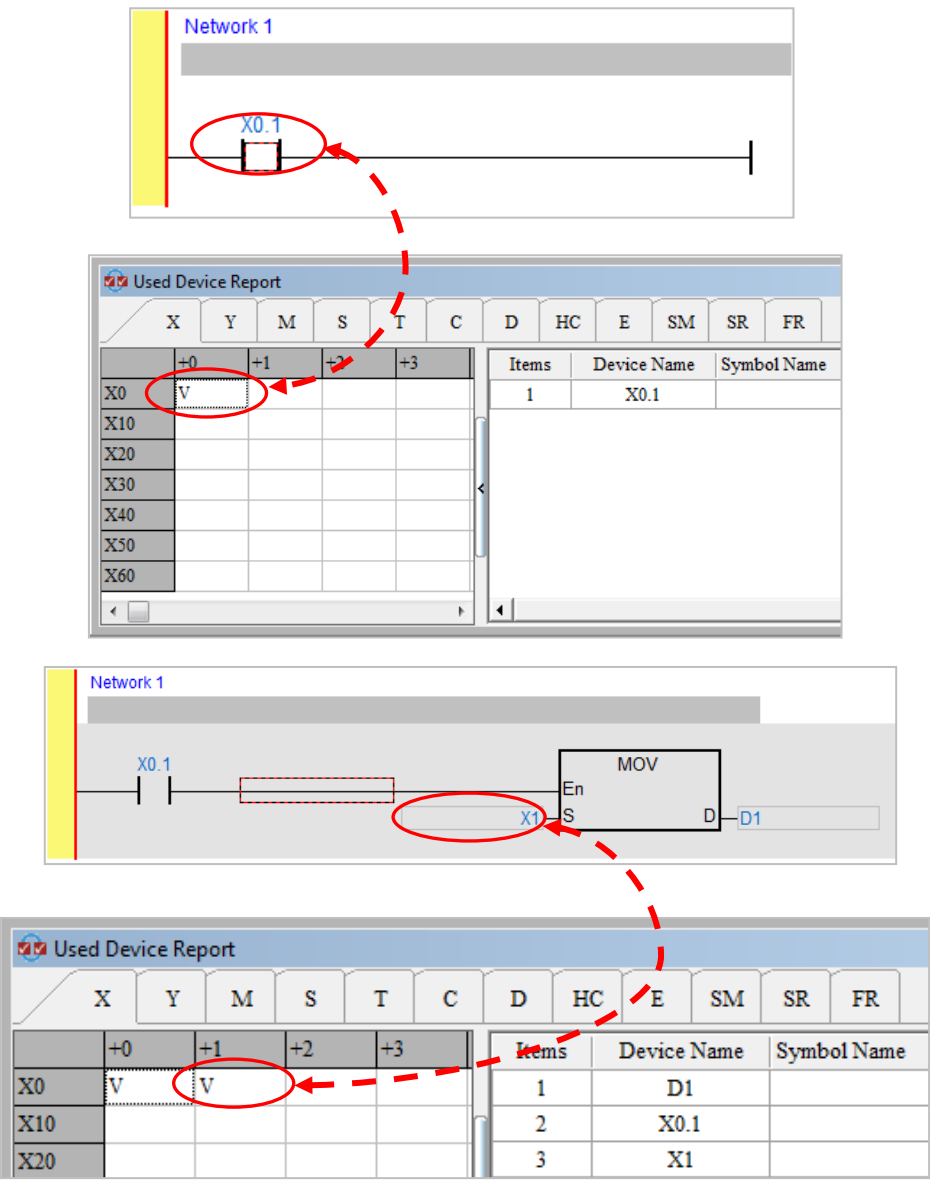 Network 1
X0.1
Used Device Report
X Y M S T C D HC E SM SR FR
+0 +1 +2 +3 Items Device Name Symbol Name
X0 V 1 X0.1
X10
X20
X30
X40
X50
X60
Network 1
X0.1 MOV
En
X1 S D D1
Used Device Report
X Y M S T C D HC E SM SR FR
+0 +1 +2 +3 Items Device Name Symbol Name
X0 V V 1 D1
X10 2 X0.1
X20 3 X1